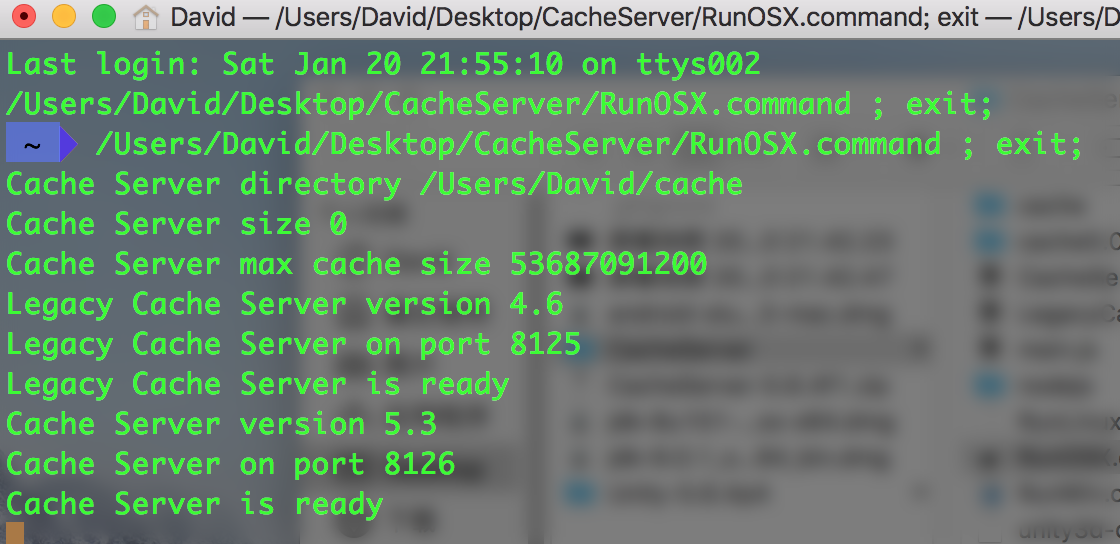 David — /Users/David/Desktop/CacheServer/RunOSX.command; exit — /Users/D
Last login: Sat Jan 20 21:55:10 on ttys002
/Users/David/Desktop/CacheServer/RunOSX.command ; exit;
~ /Users/David/Desktop/CacheServer/RunOSX.command ; exit;
Cache Server directory /Users/David/cache
Cache Server size 0
Cache Server max cache size 53687091200
Legacy Cache Server version 4.6
Legacy Cache Server on port 8125
Legacy Cache Server is ready
Cache Server version 5.3
Cache Server on port 8126
Cache Server is ready